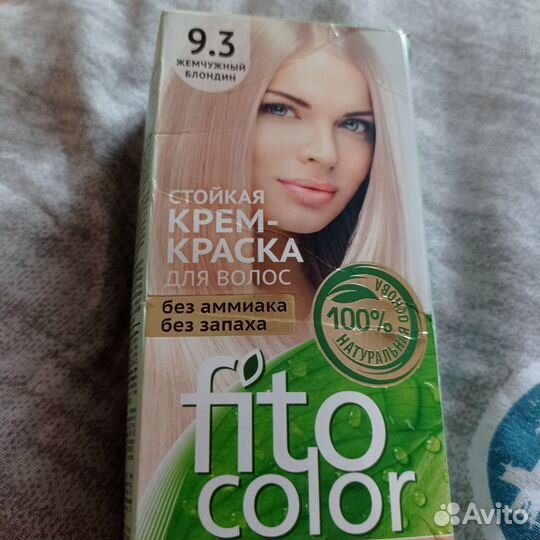 9.3
ЖЕМЧУЖНЫЙ
БЛОНДИН
СТОЙКАЯ
КРЕМ-
КРАСКА
ДЛЯ ВОЛОС
без аммиака
без запаха
100%
НАТУРАЛЬНАЯ ОСНОВА
fito
color
Avito